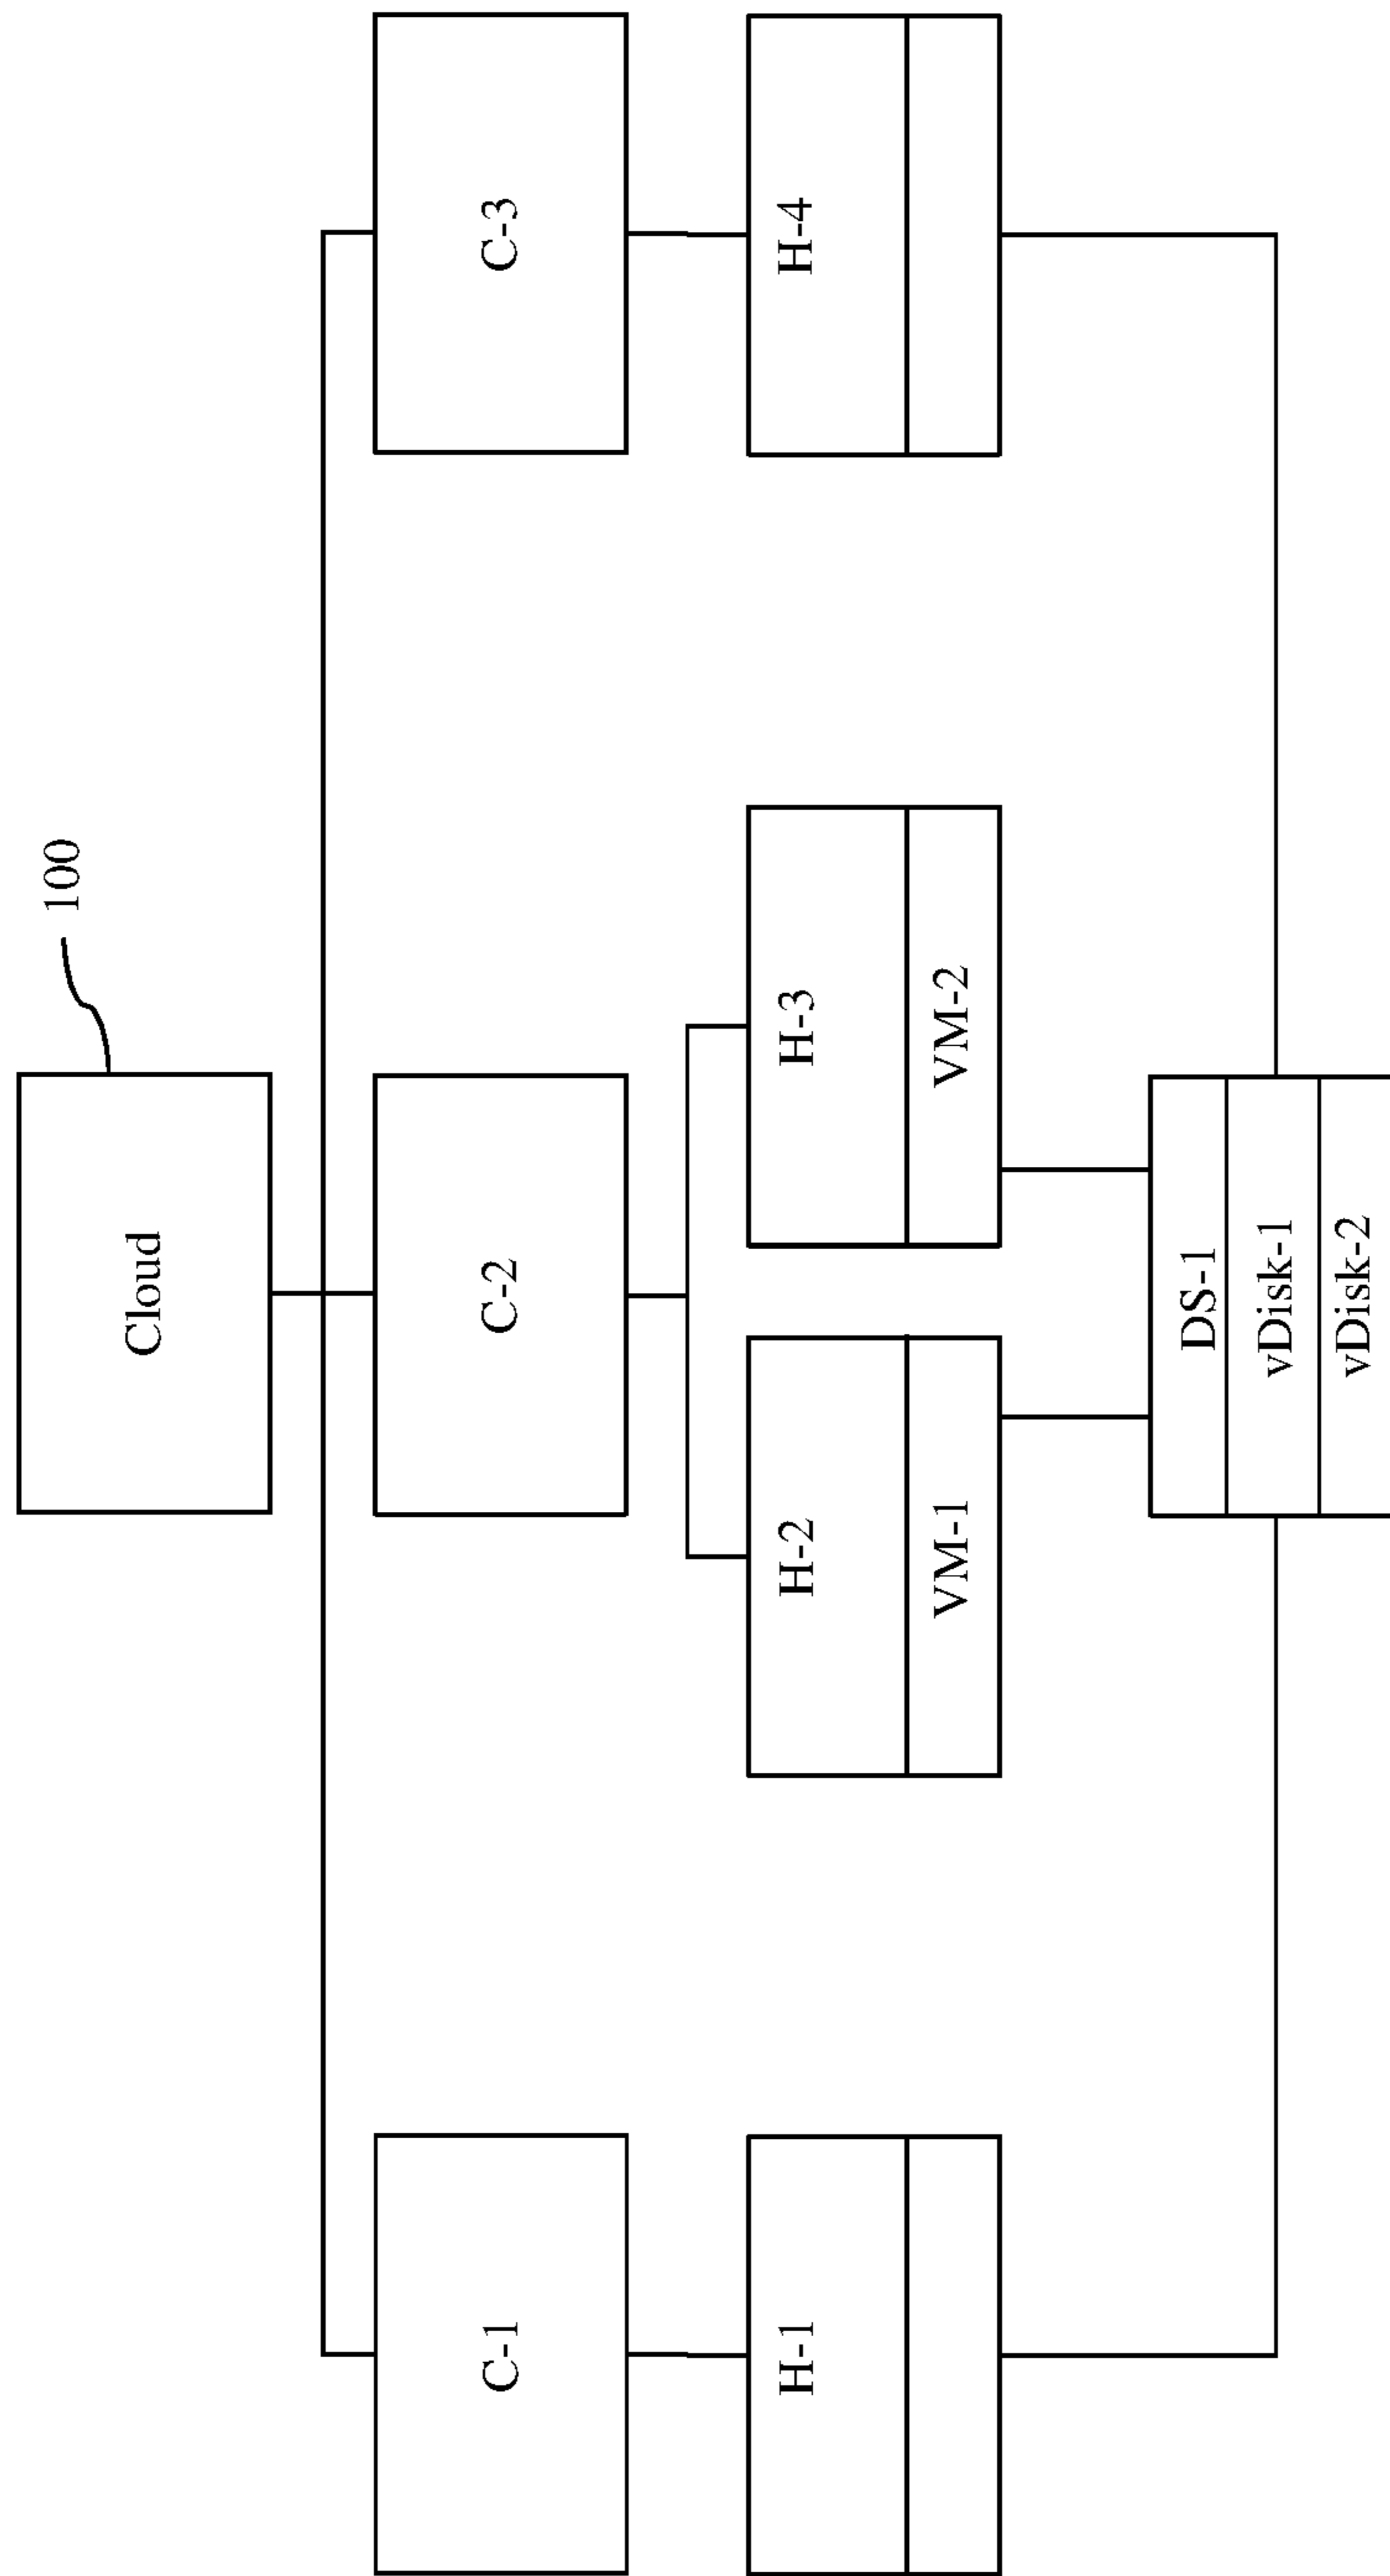 100
Cloud
C-1
C-2
C-3
H-1
H-2
H-3
H-4
VM-1
VM-2
DS-1
vDisk-1
vDisk-2